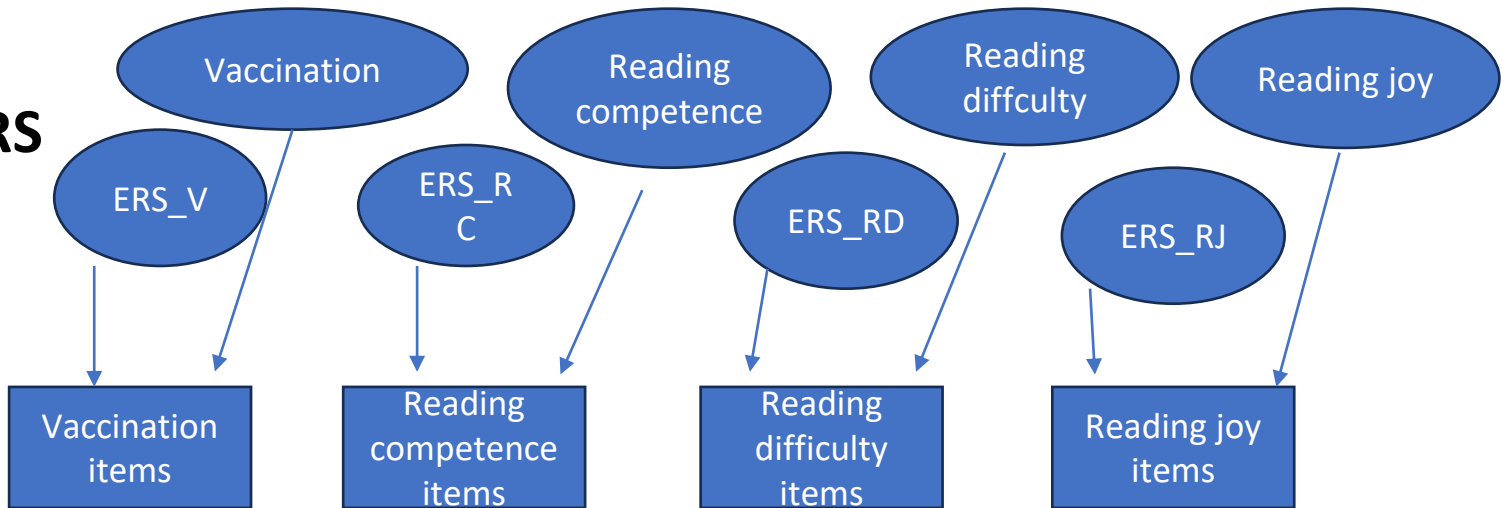 Vaccination
Reading
competence
Reading
diffculty
Reading joy
RS
ERS_V
ERS_R
C
ERS_RD
ERS_RJ
Vaccination
items
Reading
competence
items
Reading
difficulty
items
Reading joy
items